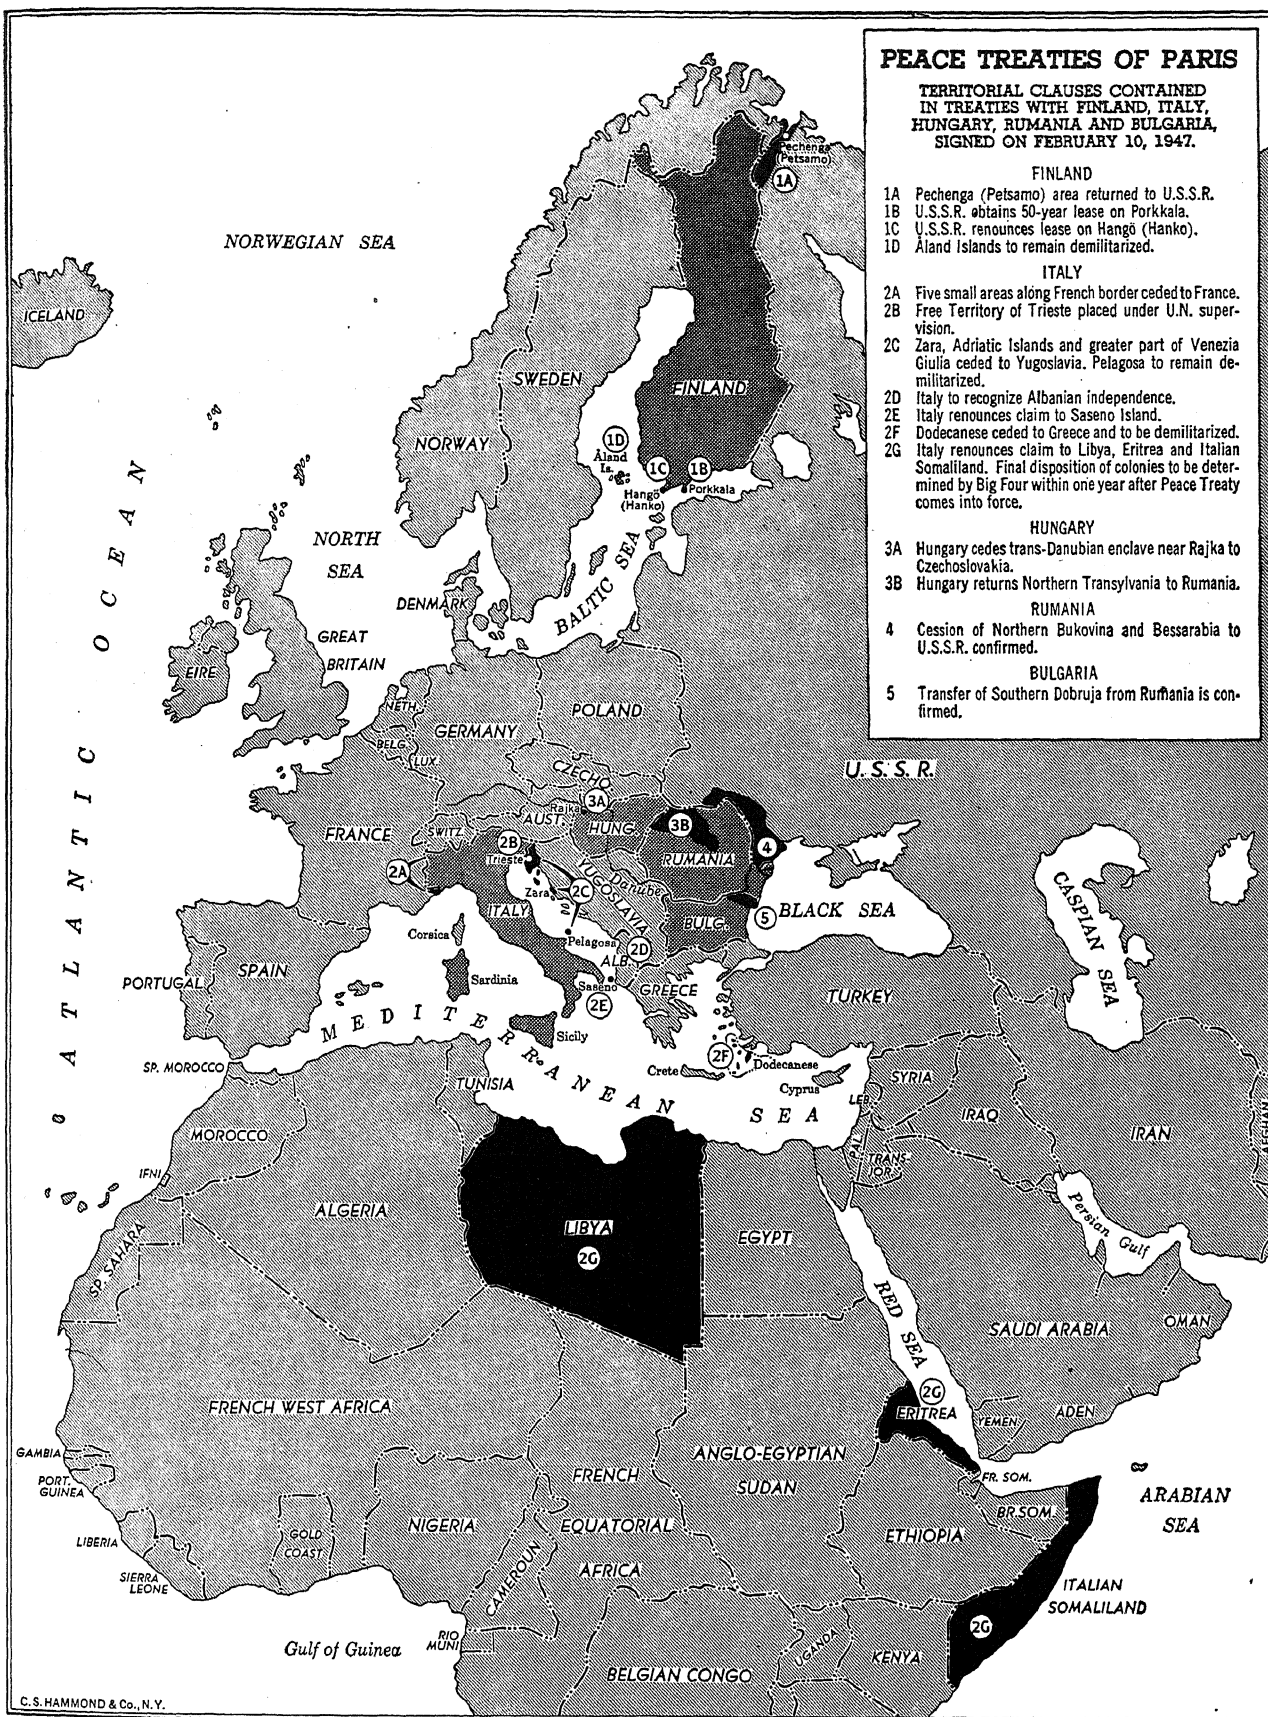 PEACE TREATIES OF PARIS
TERRITORIAL CLAUSES CONTAINED
IN TREATIES WITH FINLAND, ITALY,
HUNGARY, RUMANIA AND BULGARIA,
SIGNED ON FEBRUARY 10, 1947.
FINLAND
1A Pechenga (Petsamo) area returned to U.S.S.R.
1B U.S.S.R. obtains 50-year lease on Porkkala.
1C U.S.S.R. renounces lease on Hangö (Hanko).
1D Åland Islands to remain demilitarized.
ITALY
2A Five small areas along French border ceded to France.
2B Free Territory of Trieste placed under U.N. super-
vision.
2C Zara, Adriatic Islands and greater part of Venezia
Giulia ceded to Yugoslavia. Pelagosa to remain de-
militarized.
2D Italy to recognize Albanian independence.
2E Italy renounces claim to Saseno Island.
2F Dodecanese ceded to Greece and to be demilitarized.
2G Italy renounces claim to Libya, Eritrea and Italian
Somaliland. Final disposition of colonies to be deter-
mined by Big Four within one year after Peace Treaty
comes into force.
HUNGARY
3A Hungary cedes trans-Danubian enclave near Rajka to
Czechoslovakia.
3B Hungary returns Northern Transylvania to Rumania.
RUMANIA
4 Cession of Northern Bukovina and Bessarabia to
U.S.S.R. confirmed.
BULGARIA
5 Transfer of Southern Dobruja from Rumania is con-
firmed.
Pechenga
(Petsamo)
1A
NORWEGIAN SEA
ICELAND
SWEDEN
FINLAND
NORWAY
1D
Åland
Is.
1C
1B
Hangö
(Hanko)
Porkkala
NORTH
SEA
BALTIC SEA
DENMARK
ATLANTIC OCEAN
GREAT
BRITAIN
EIRE
NETH.
BELG.
LUX.
GERMANY
POLAND
U.S.S.R.
CZECHO.
3A
Rajka
AUST.
HUNG.
3B
FRANCE
SWITZ.
2B
Trieste
RUMANIA
4
2A
2C
Zara
YUGOSLAVIA
Danube
ITALY
5
BLACK SEA
BULG.
CASPIAN SEA
Corsica
Pelagosa
2D
ALB.
PORTUGAL
SPAIN
Sardinia
Saseno
2E
GREECE
TURKEY
MEDITERRANEAN SEA
Sicily
2F
Dodecanese
Crete
Cyprus
SP. MOROCCO
TUNISIA
SYRIA
LEB.
IRAQ
IRAN
AFGHAN.
MOROCCO
PAL.
TRANS-
JOR.
IFNI
ALGERIA
LIBYA
2G
EGYPT
Persian Gulf
SP. SAHARA
RED SEA
SAUDI ARABIA
OMAN
2G
ERITREA
FRENCH WEST AFRICA
YEMEN
ADEN
GAMBIA
PORT.
GUINEA
ANGLO-EGYPTIAN
SUDAN
FR. SOM.
FRENCH
EQUATORIAL
AFRICA
BR. SOM.
ARABIAN
SEA
LIBERIA
GOLD
COAST
NIGERIA
ETHIOPIA
SIERRA
LEONE
CAMEROUN
ITALIAN
SOMALILAND
2G
Gulf of Guinea
RIO
MUNI
UGANDA
KENYA
BELGIAN CONGO
C.S. HAMMOND & Co., N.Y.